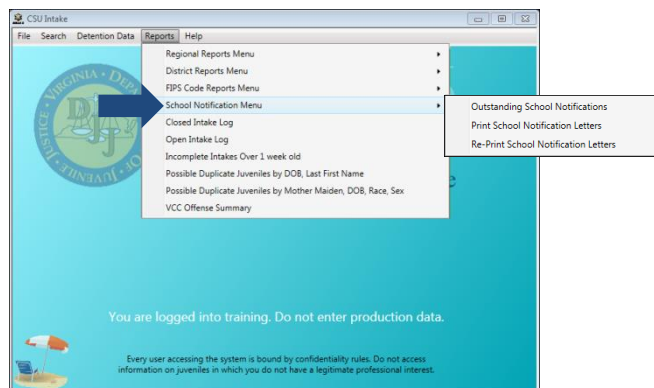 CSU Intake
File Search Detention Data Reports Help
Regional Reports Menu
District Reports Menu
FIPS Code Reports Menu
School Notification Menu
Closed Intake Log
Open Intake Log
Incomplete Intakes Over 1 week old
Possible Duplicate Juveniles by DOB, Last First Name
Possible Duplicate Juveniles by Mother Maiden, DOB, Race, Sex
VCC Offense Summary
Outstanding School Notifications
Print School Notification Letters
Re-Print School Notification Letters
VIRGINIA
JUSTICE
You are logged into training. Do not enter production data.
Every user accessing the system is bound by confidentiality rules. Do not access
information on juveniles in which you do not have a legitimate professional interest.